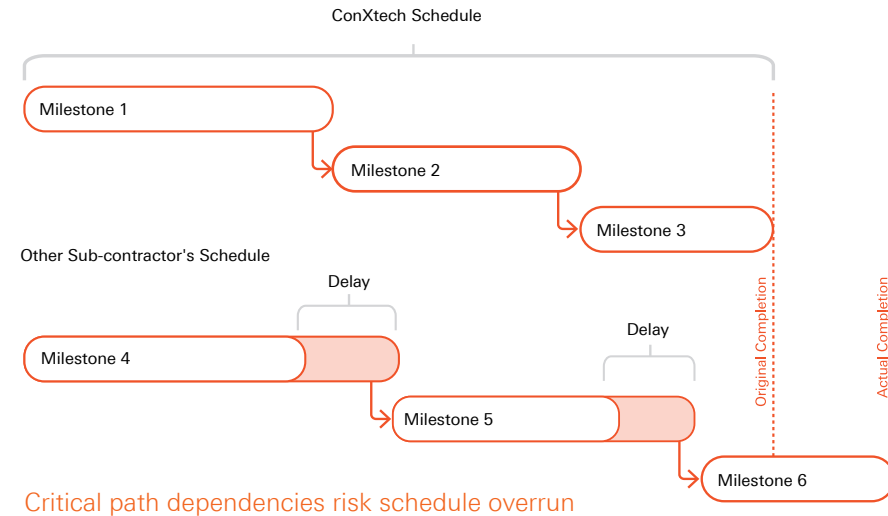 ConXtech Schedule
Milestone 1
Milestone 2
Milestone 3
Other Sub-contractor's Schedule
Delay
Delay
Original Completion
Actual Completion
Milestone 4
Milestone 5
Milestone 6
Critical path dependencies risk schedule overrun